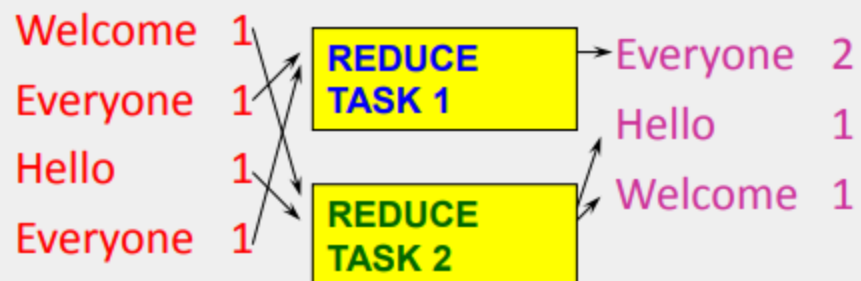 Welcome 1
Everyone 1
Hello 1
Everyone 1
REDUCE
TASK 1
REDUCE
TASK 2
Everyone 2
Hello 1
Welcome 1